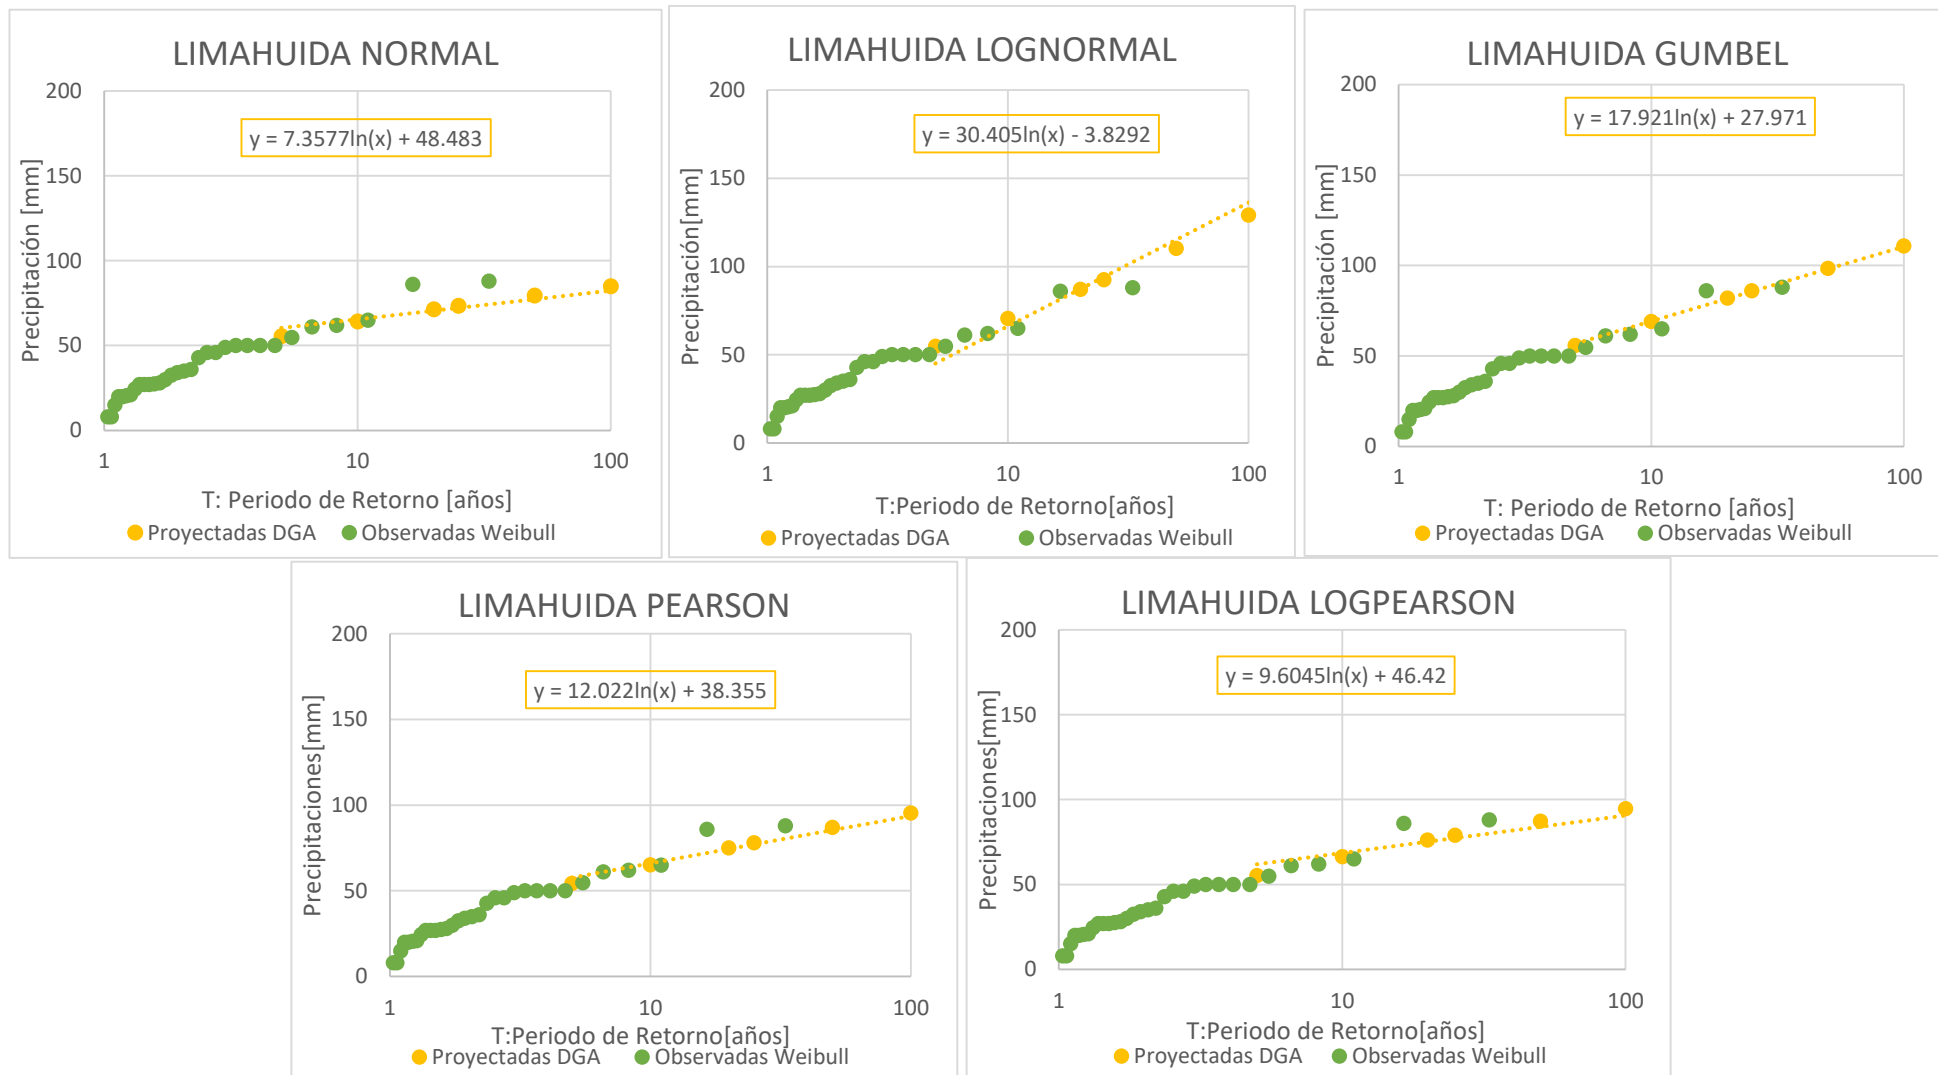 LIMAHUIDA NORMAL
y = 7.3577ln(x) + 48.483
Precipitación [mm]
200
150
100
50
0
1 10 100
T: Periodo de Retorno [años]
Proyectadas DGA Observadas Weibull
LIMAHUIDA LOGNORMAL
y = 30.405ln(x) - 3.8292
Precipitación[mm]
200
150
100
50
0
1 10 100
T:Periodo de Retorno[años]
Proyectadas DGA Observadas Weibull
LIMAHUIDA GUMBEL
y = 17.921ln(x) + 27.971
Precipitación [mm]
200
150
100
50
0
1 10 100
T: Periodo de Retorno [años]
Proyectadas DGA Observadas Weibull
LIMAHUIDA PEARSON
y = 12.022ln(x) + 38.355
Precipitaciones[mm]
200
150
100
50
0
1 10 100
T:Periodo de Retorno[años]
Proyectadas DGA Observadas Weibull
LIMAHUIDA LOGPEARSON
y = 9.6045ln(x) + 46.42
Precipitaciones[mm]
200
150
100
50
0
1 10 100
T:Periodo de Retorno[años]
Proyectadas DGA Observadas Weibull